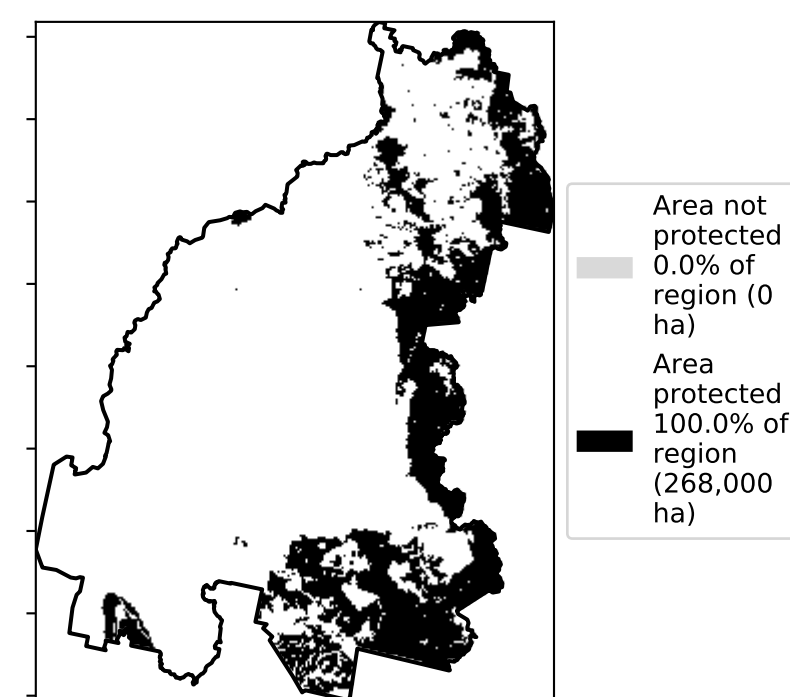 Area not
protected
0.0% of
region (0
ha)
Area
protected
100.0% of
region
(268,000
ha)